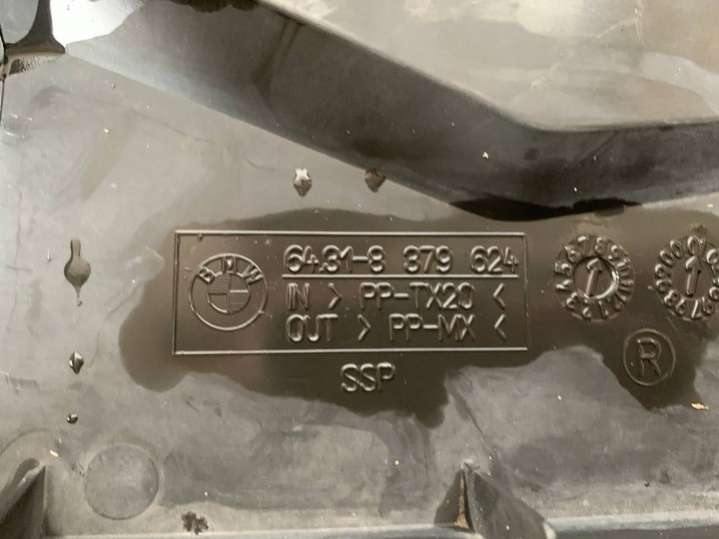 BMW
64.31-8 379 624
IN > PP-TX20 <
OUT > PP-MX <
SSP
R